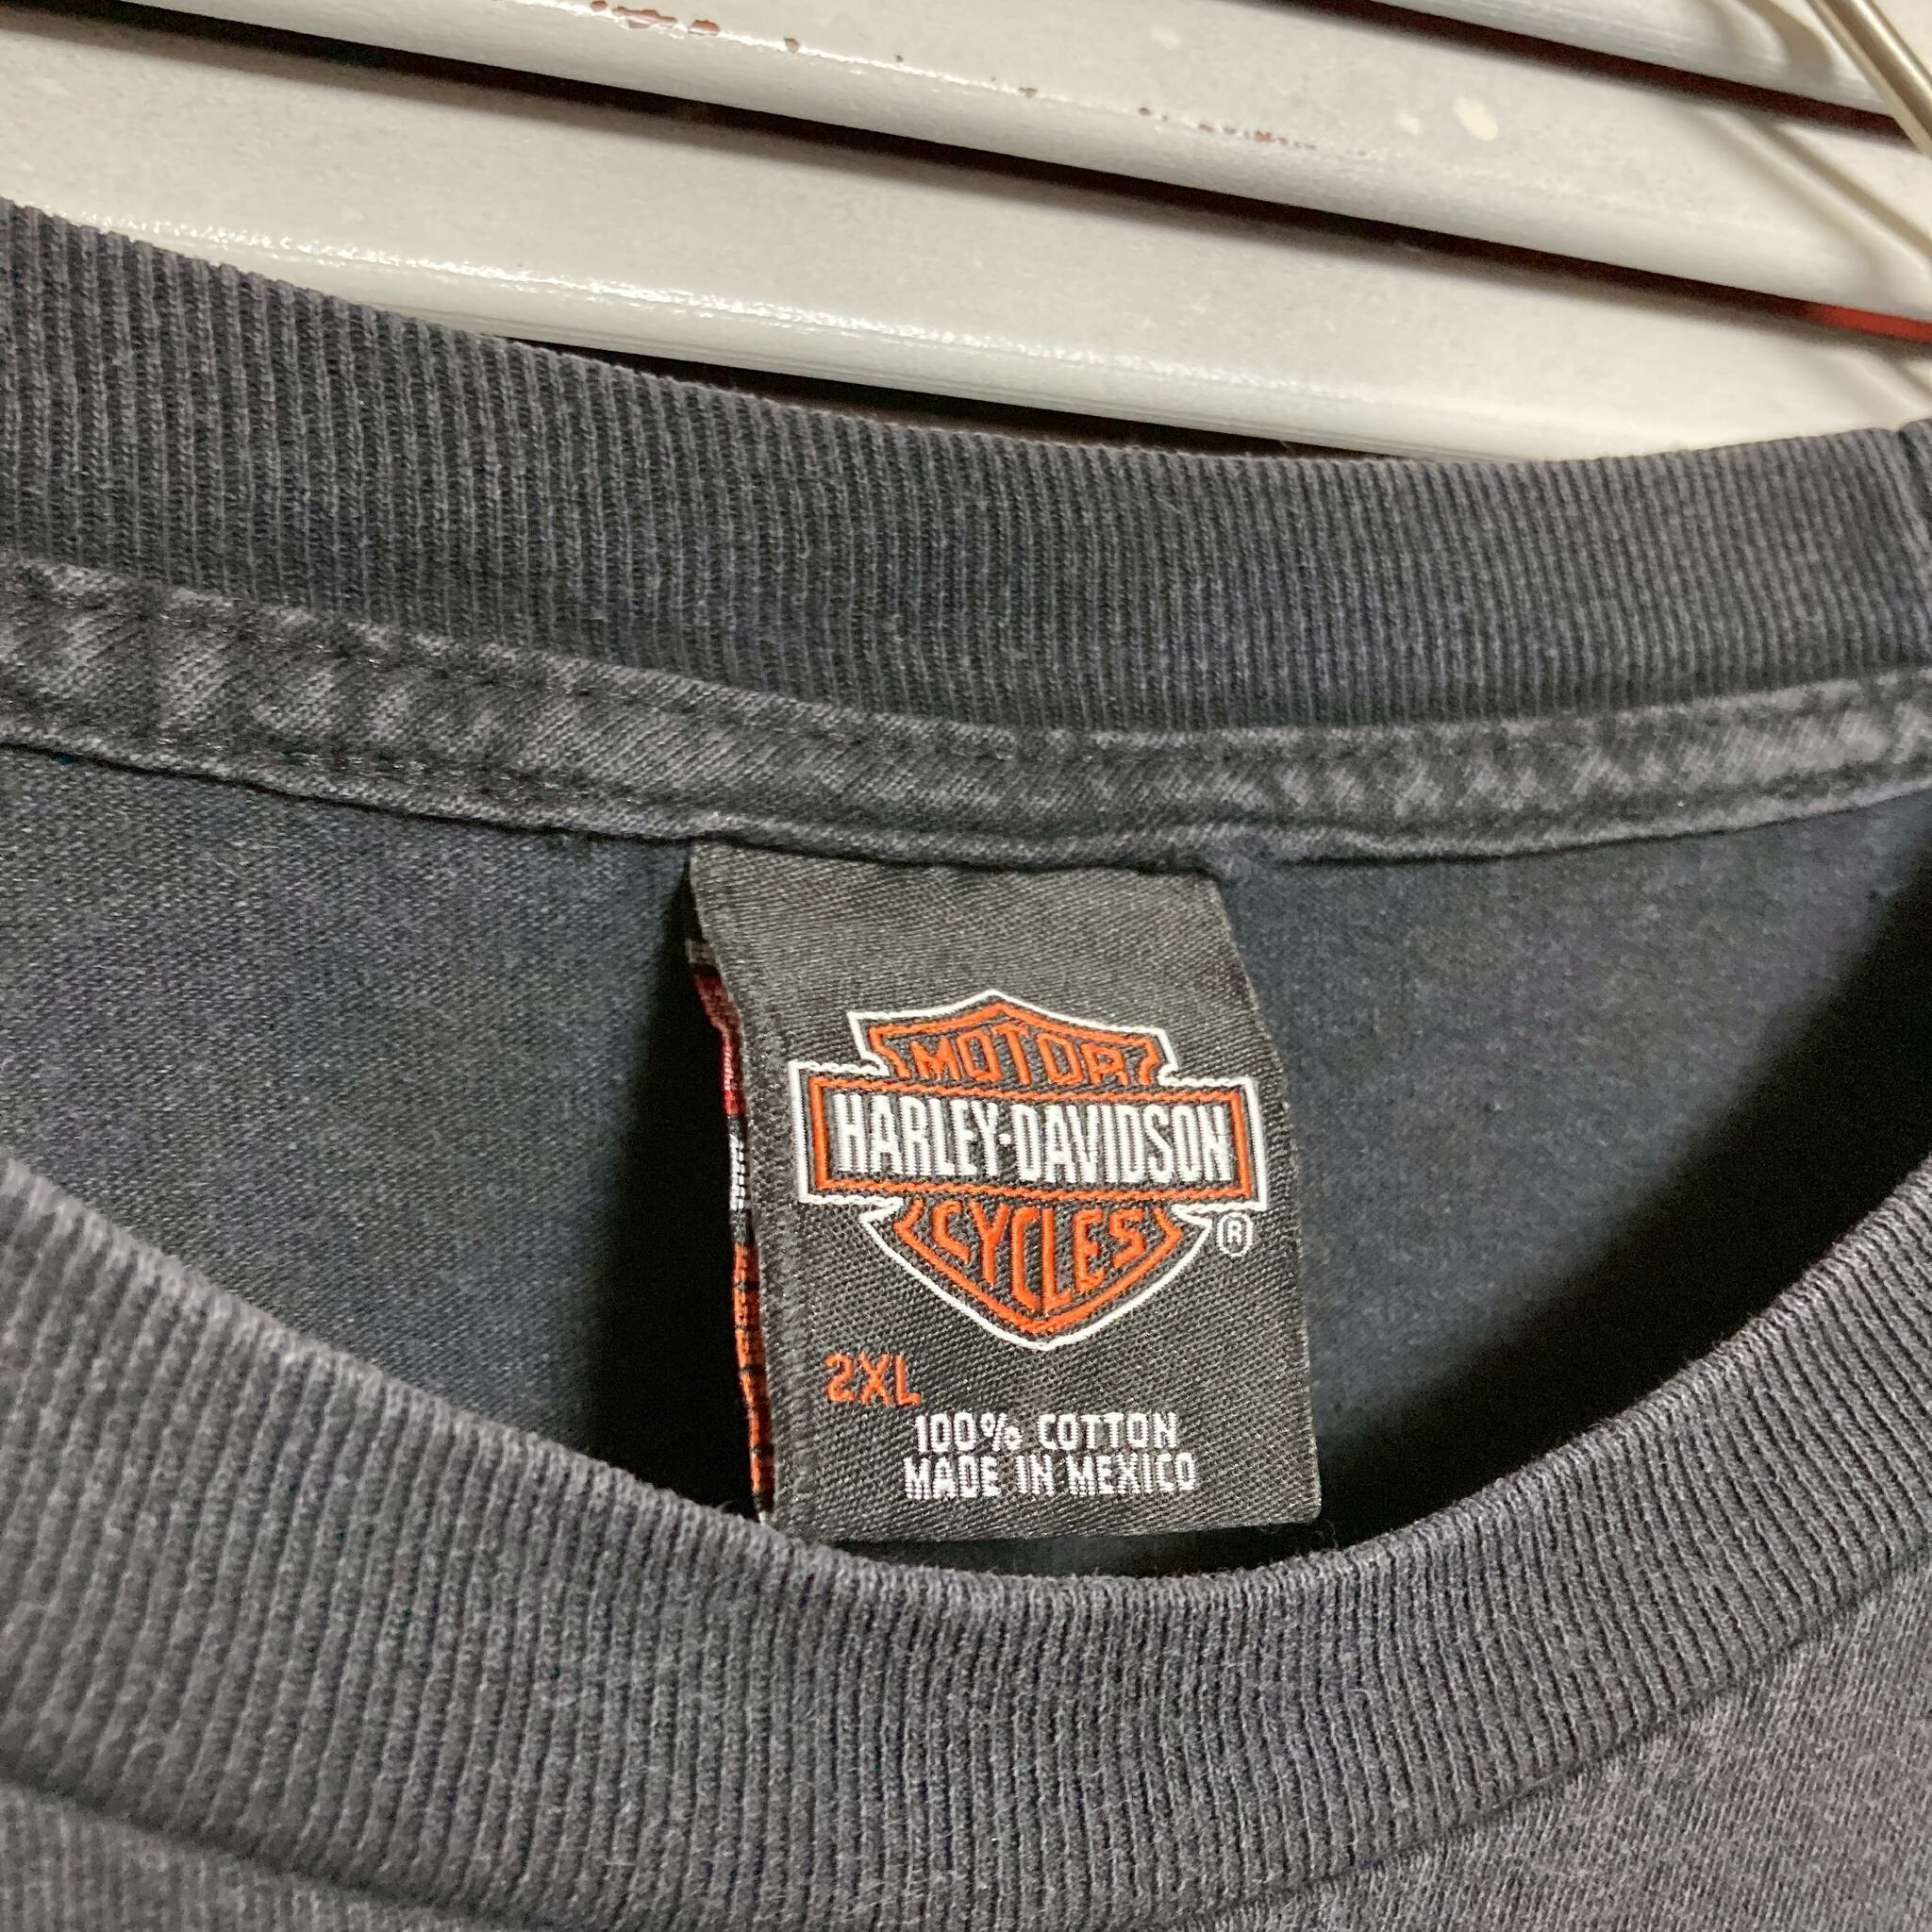 MOTOR
HARLEY-DAVIDSON
CYCLES
®
2XL
100% COTTON
MADE IN MEXICO